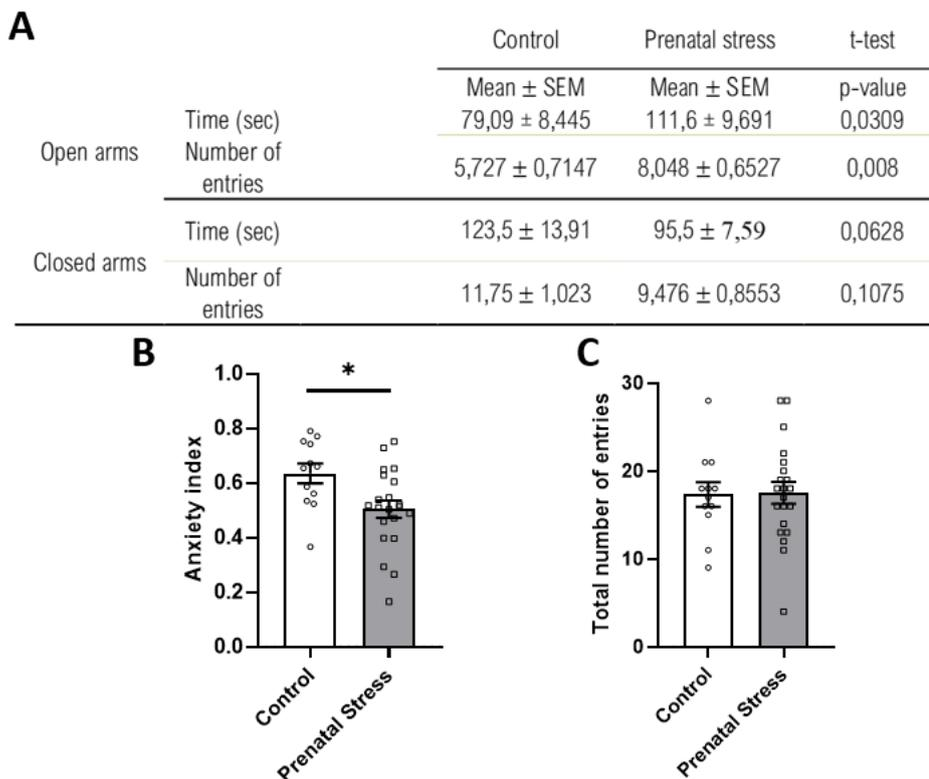 A
Control Prenatal stress t-test
Mean ± SEM Mean ± SEM p-value
Open arms
Time (sec) 79,09 ± 8,445 111,6 ± 9,691 0,0309
Number of entries 5,727 ± 0,7147 8,048 ± 0,6527 0,008
Closed arms
Time (sec) 123,5 ± 13,91 95,5 ± 7,59 0,0628
Number of entries 11,75 ± 1,023 9,476 ± 0,8553 0,1075
B
Anxiety index
1.0
0.8
0.6
0.4
0.2
0.0
*
Control
Prenatal Stress
C
Total number of entries
30
20
10
0
Control
Prenatal Stress